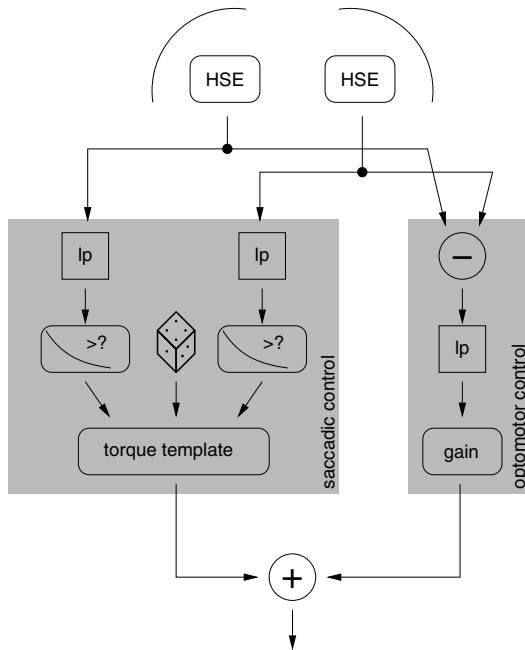 HSE
HSE
lp
lp
−
>?
>?
lp
torque template
gain
saccadic control
optomotor control
+